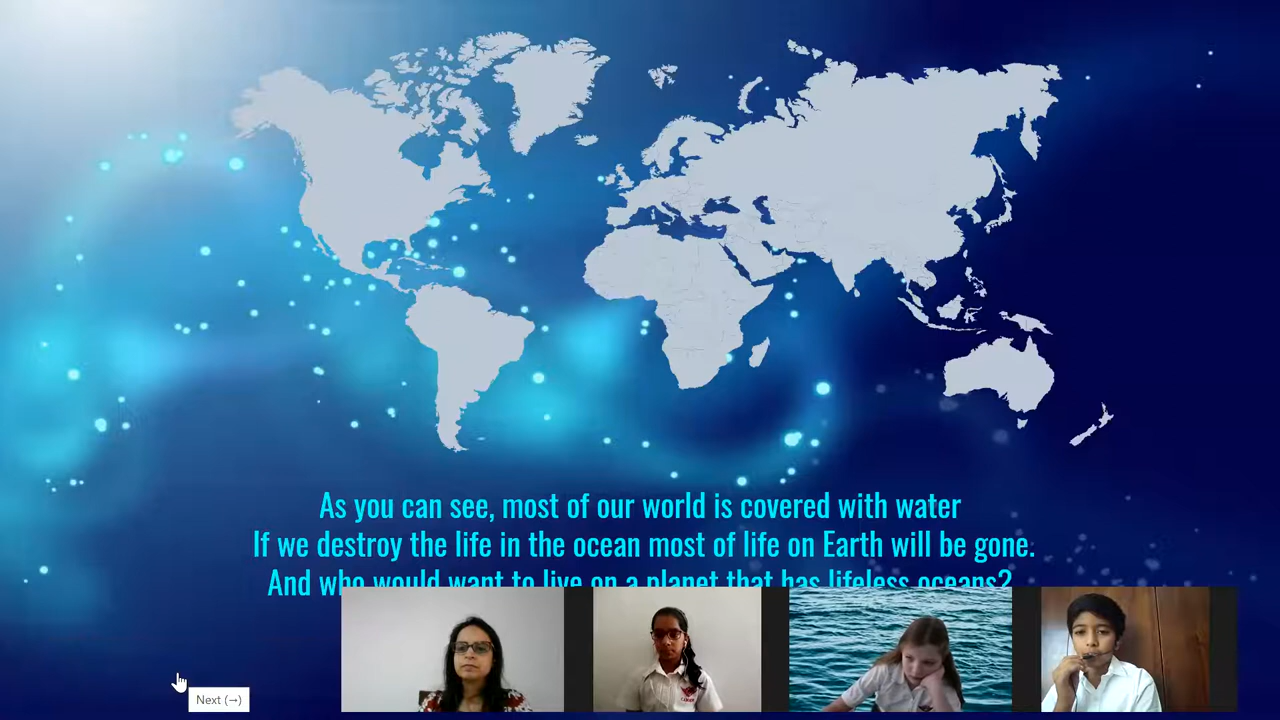 As you can see, most of our world is covered with water
If we destroy the life in the ocean most of life on Earth will be gone.
And who would want to live on a planet that has lifeless oceans?
Next (→)